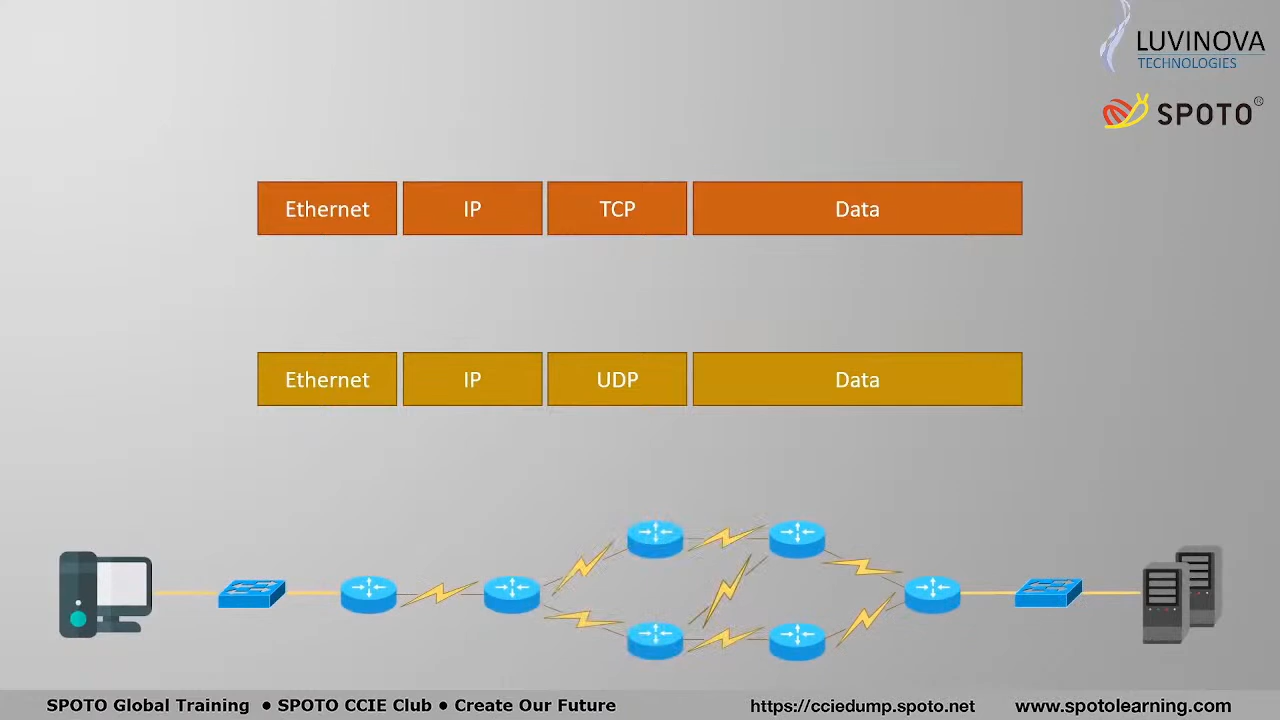 LUVINOVA
TECHNOLOGIES
SPOTO®
Ethernet IP TCP Data
Ethernet IP UDP Data
SPOTO Global Training ● SPOTO CCIE Club ● Create Our Future https://cciedump.spoto.net www.spotolearning.com